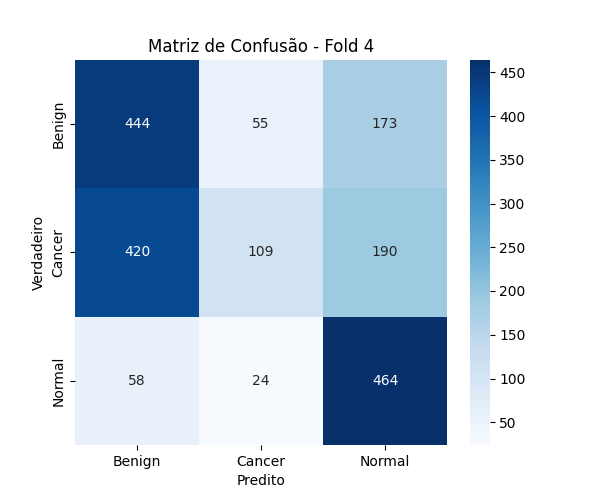 Matriz de Confusão - Fold 4
Verdadeiro
Benign
444 55 173
Cancer
420 109 190
Normal
58 24 464
Benign Cancer Normal
Predito
450
400
350
300
250
200
150
100
50